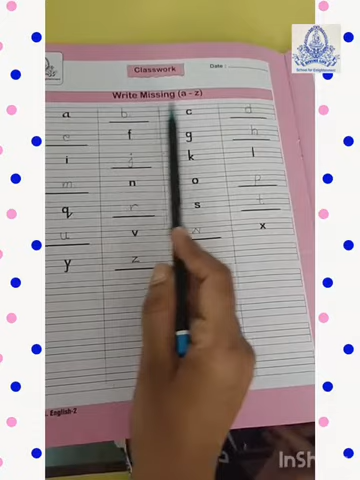 Classwork
Date :
Write Missing (a - z)
a b c d
e f g h
i j k l
m n o p
q r s t
u v w x
y z
English-2
InSh